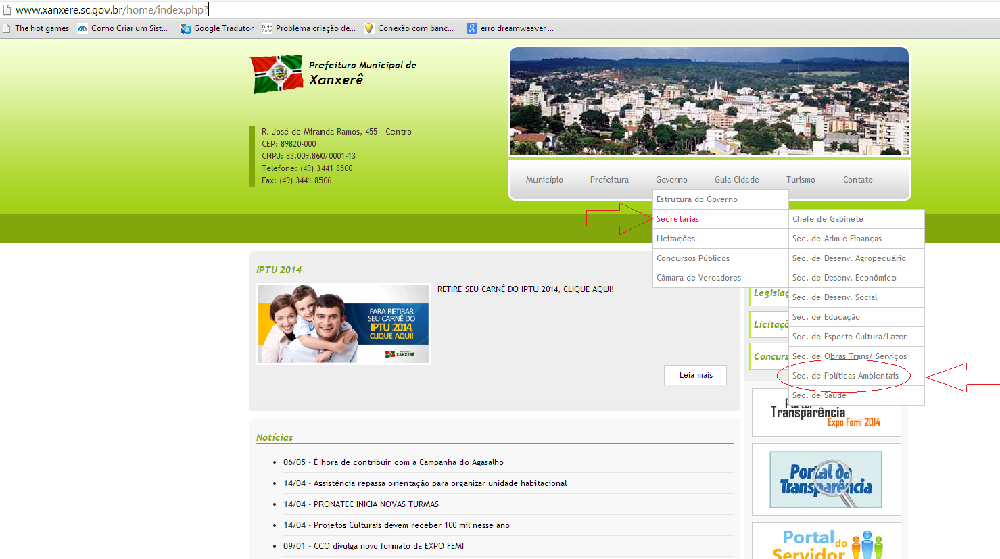 www.xanxere.sc.gov.br/home/index.php?
The hot games
Como Criar um Sist...
Google Tradutor
DMX ZONE
Problema criação de...
Conexão com banc...
8
erro dreamweaver ...
Prefeitura Municipal de
Xanxerê
R. José de Miranda Ramos, 455 - Centro
CEP: 89820-000
CNPJ: 83.009.860/0001-13
Telefone: (49) 3441 8500
Fax: (49) 3441 8506
Município
Prefeitura
Governo
Guia Cidade
Turismo
Contato
Estrutura do Governo
Secretarias
Licitações
Concursos Públicos
Câmara de Vereadores
Chefe de Gabinete
Sec. de Adm e Finanças
Sec. de Desenv. Agropecuário
Sec. de Desenv. Econômico
Sec. de Desenv. Social
Sec. de Educação
Sec. de Esporte Cultura/Lazer
Sec. de Obras Trans/ Serviços
Sec. de Políticas Ambientais
Sec. de Saúde
IPTU 2014
PARA RETIRAR
SEU CARNÊ DO
IPTU 2014,
CLIQUE AQUI!
XANXERÊ
RETIRE SEU CARNÊ DO IPTU 2014, CLIQUE AQUI!
Leia mais
Legislaç
Licitaçõ
Concurs
Notícias
06/05 - É hora de contribuir com a Campanha do Agasalho
14/04 - Assistência repassa orientação para organizar unidade habitacional
14/04 - PRONATEC INICIA NOVAS TURMAS
14/04 - Projetos Culturais devem receber 100 mil nesse ano
09/01 - CCO divulga novo formato da EXPO FEMI
Portal
Transparência
Expo Femi 2014
Portal da
Transparência
Portal do
Servidor